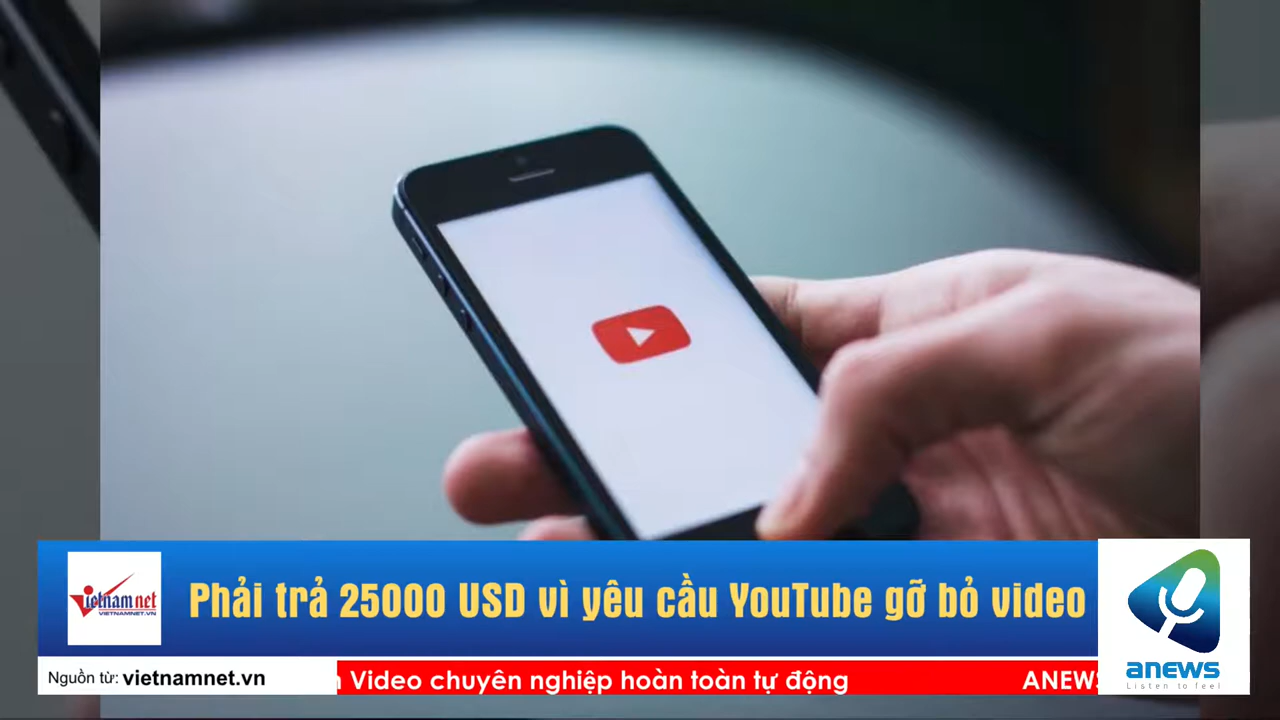 Phải trả 25000 USD vì yêu cầu YouTube gỡ bỏ video
Vietnamnet
VIETNAMNET.VN
Nguồn từ: vietnamnet.vn
Video chuyên nghiệp hoàn toàn tự động
ANEWS
anews
Listen to feel